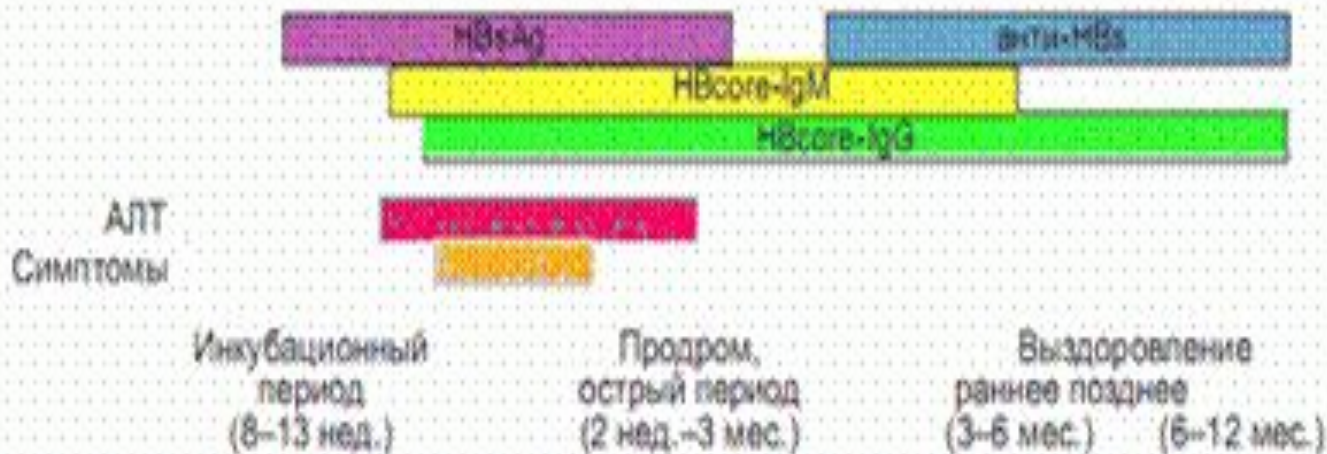 HBsAg
анти-HBs
HBcore-IgM
HBcore-IgG
АЛТ
Симптомы
Инкубационный
период
(8–13 нед.)
Продром,
острый период
(2 нед.–3 мес.)
Выздоровление
раннее позднее
(3–6 мес.) (6–12 мес.)